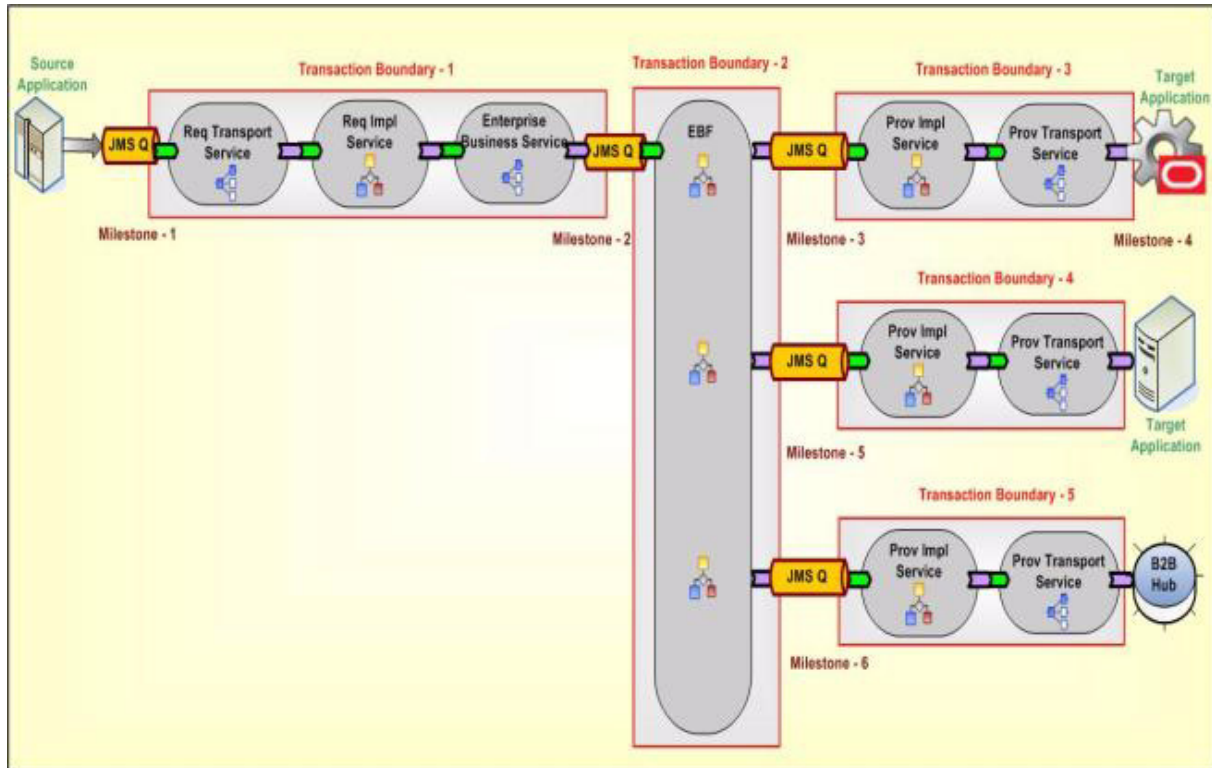 Source
Application
Transaction Boundary - 1
Transaction Boundary - 2
Transaction Boundary - 3
Target
Application
JMS Q
Req Transport
Service
Req Impl
Service
Enterprise
Business Service
JMS Q
EBF
JMS Q
Prov Impl
Service
Prov Transport
Service
Milestone - 1
Milestone - 2
Milestone - 3
Milestone - 4
Transaction Boundary - 4
JMS Q
Prov Impl
Service
Prov Transport
Service
Target
Application
Milestone - 5
Transaction Boundary - 5
JMS Q
Prov Impl
Service
Prov Transport
Service
B2B
Hub
Milestone - 6